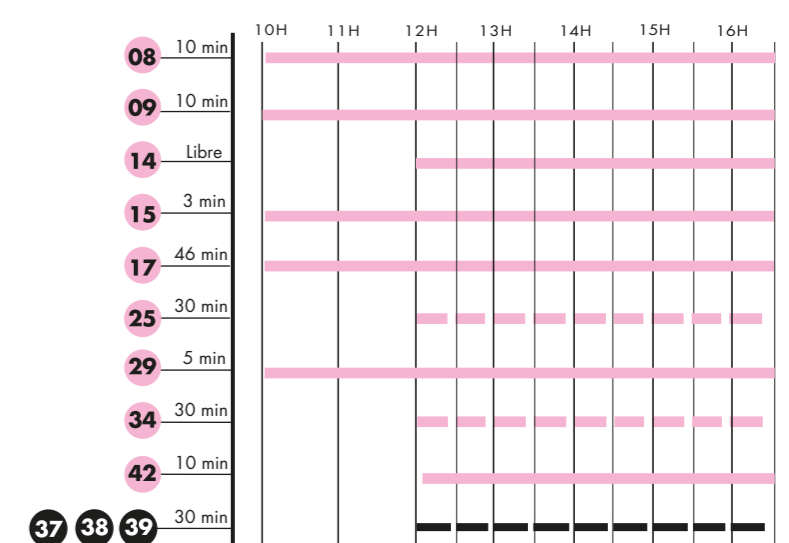 10H 11H 12H 13H 14H 15H 16H
08 10 min
09 10 min
14 Libre
15 3 min
17 46 min
25 30 min
29 5 min
34 30 min
42 10 min
37 38 39 30 min